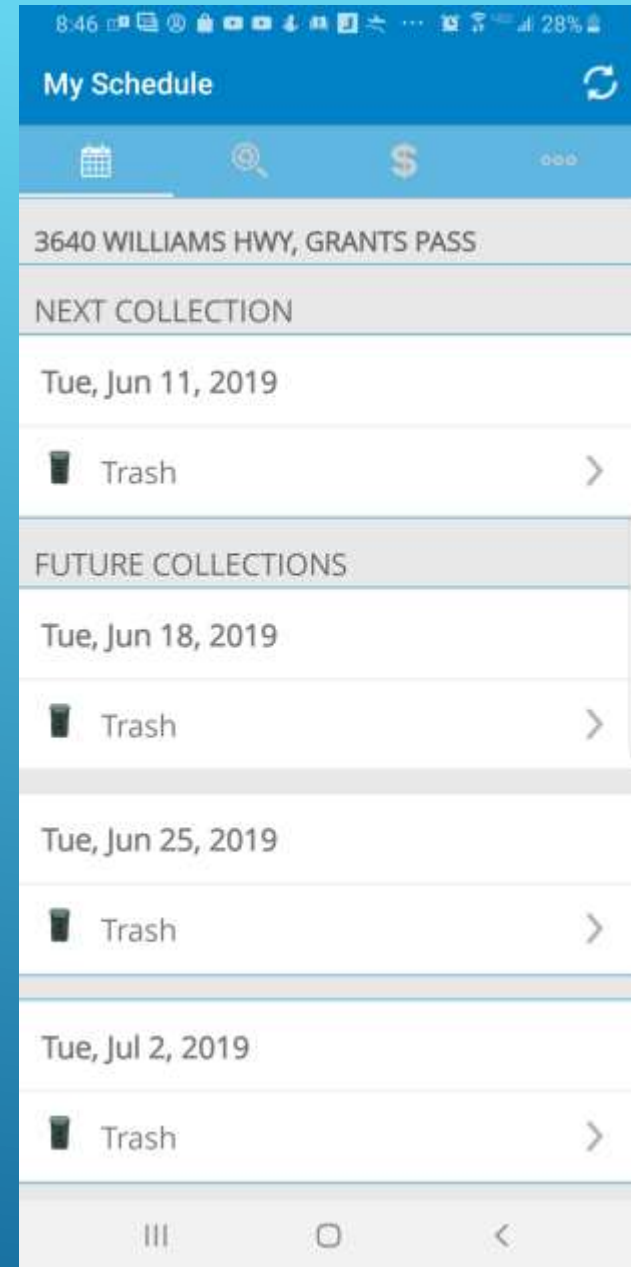 8:46 ... 28%
My Schedule
$
3640 WILLIAMS HWY, GRANTS PASS
NEXT COLLECTION
Tue, Jun 11, 2019
Trash
FUTURE COLLECTIONS
Tue, Jun 18, 2019
Trash
Tue, Jun 25, 2019
Trash
Tue, Jul 2, 2019
Trash